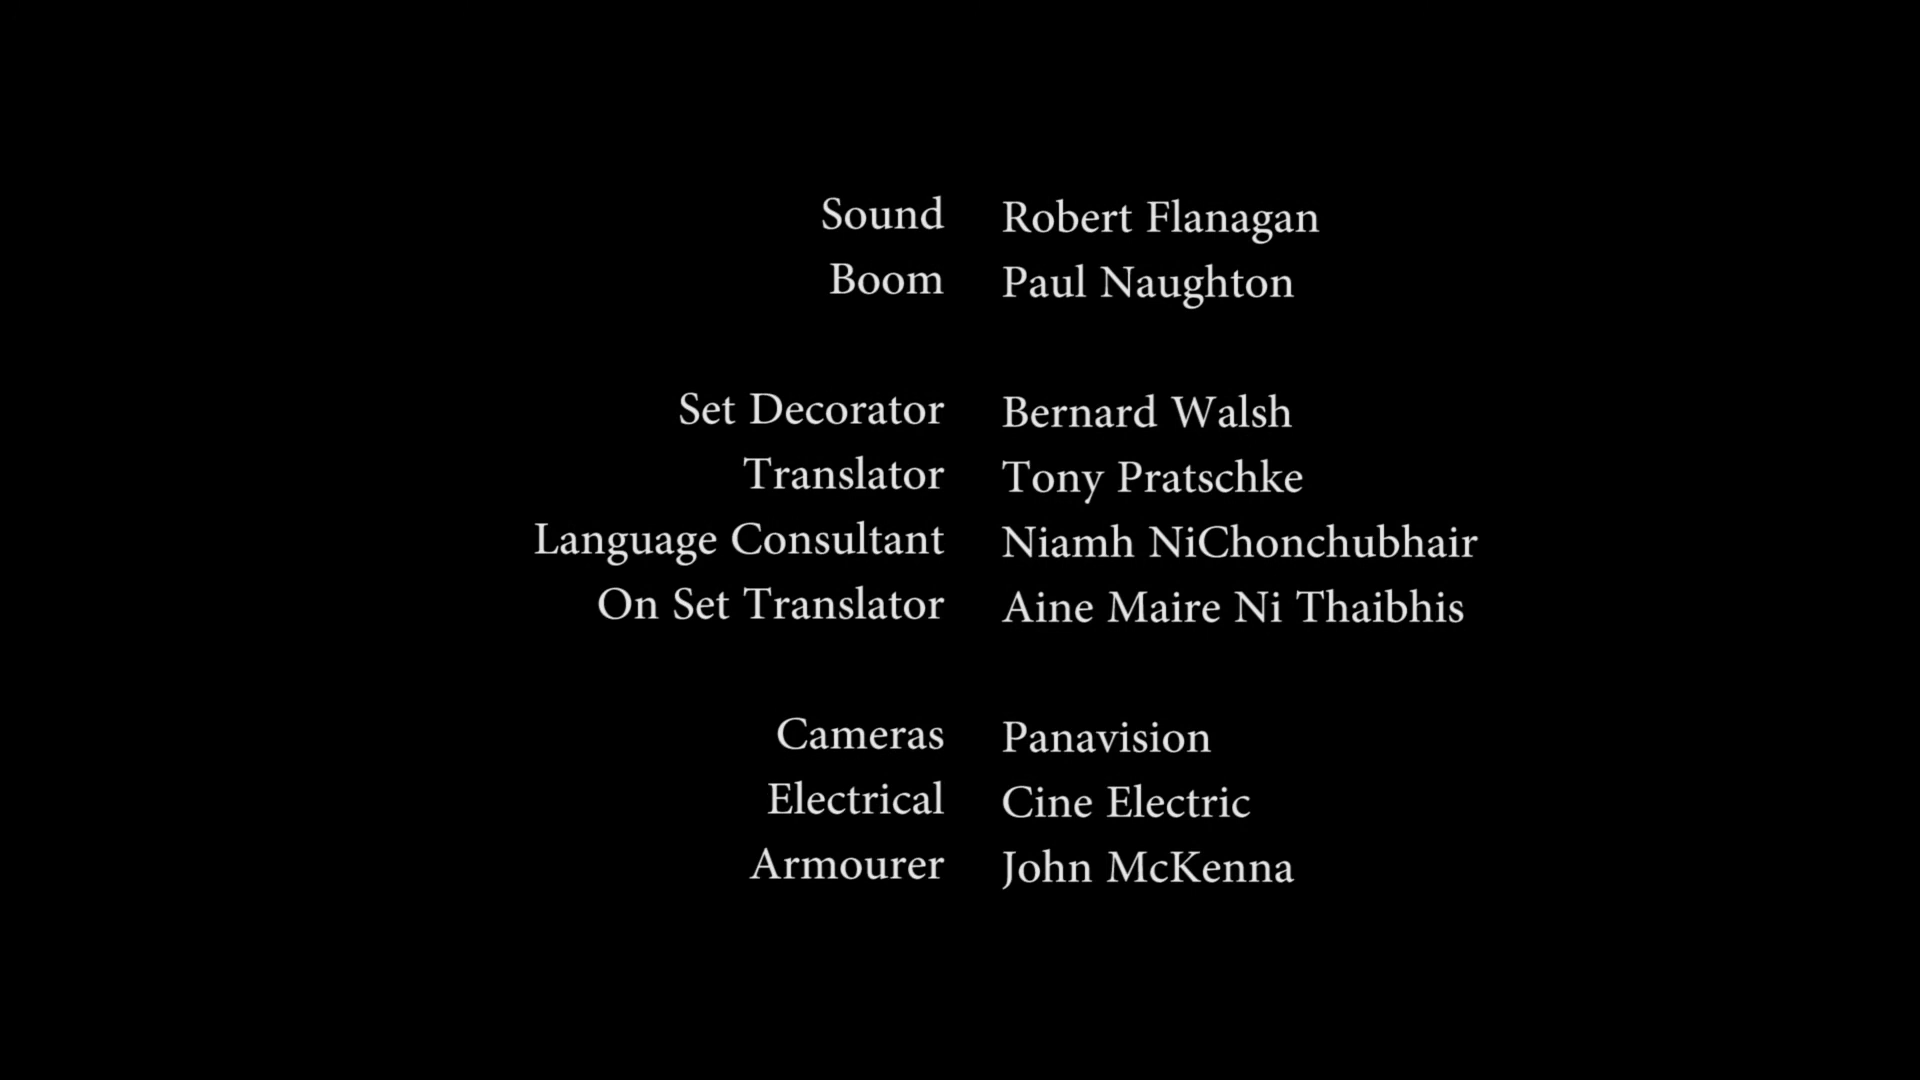 Sound Robert Flanagan
Boom Paul Naughton
Set Decorator Bernard Walsh
Translator Tony Pratschke
Language Consultant Niamh NiChonchubhair
On Set Translator Aine Maire Ni Thaibhis
Cameras Panavision
Electrical Cine Electric
Armourer John McKenna